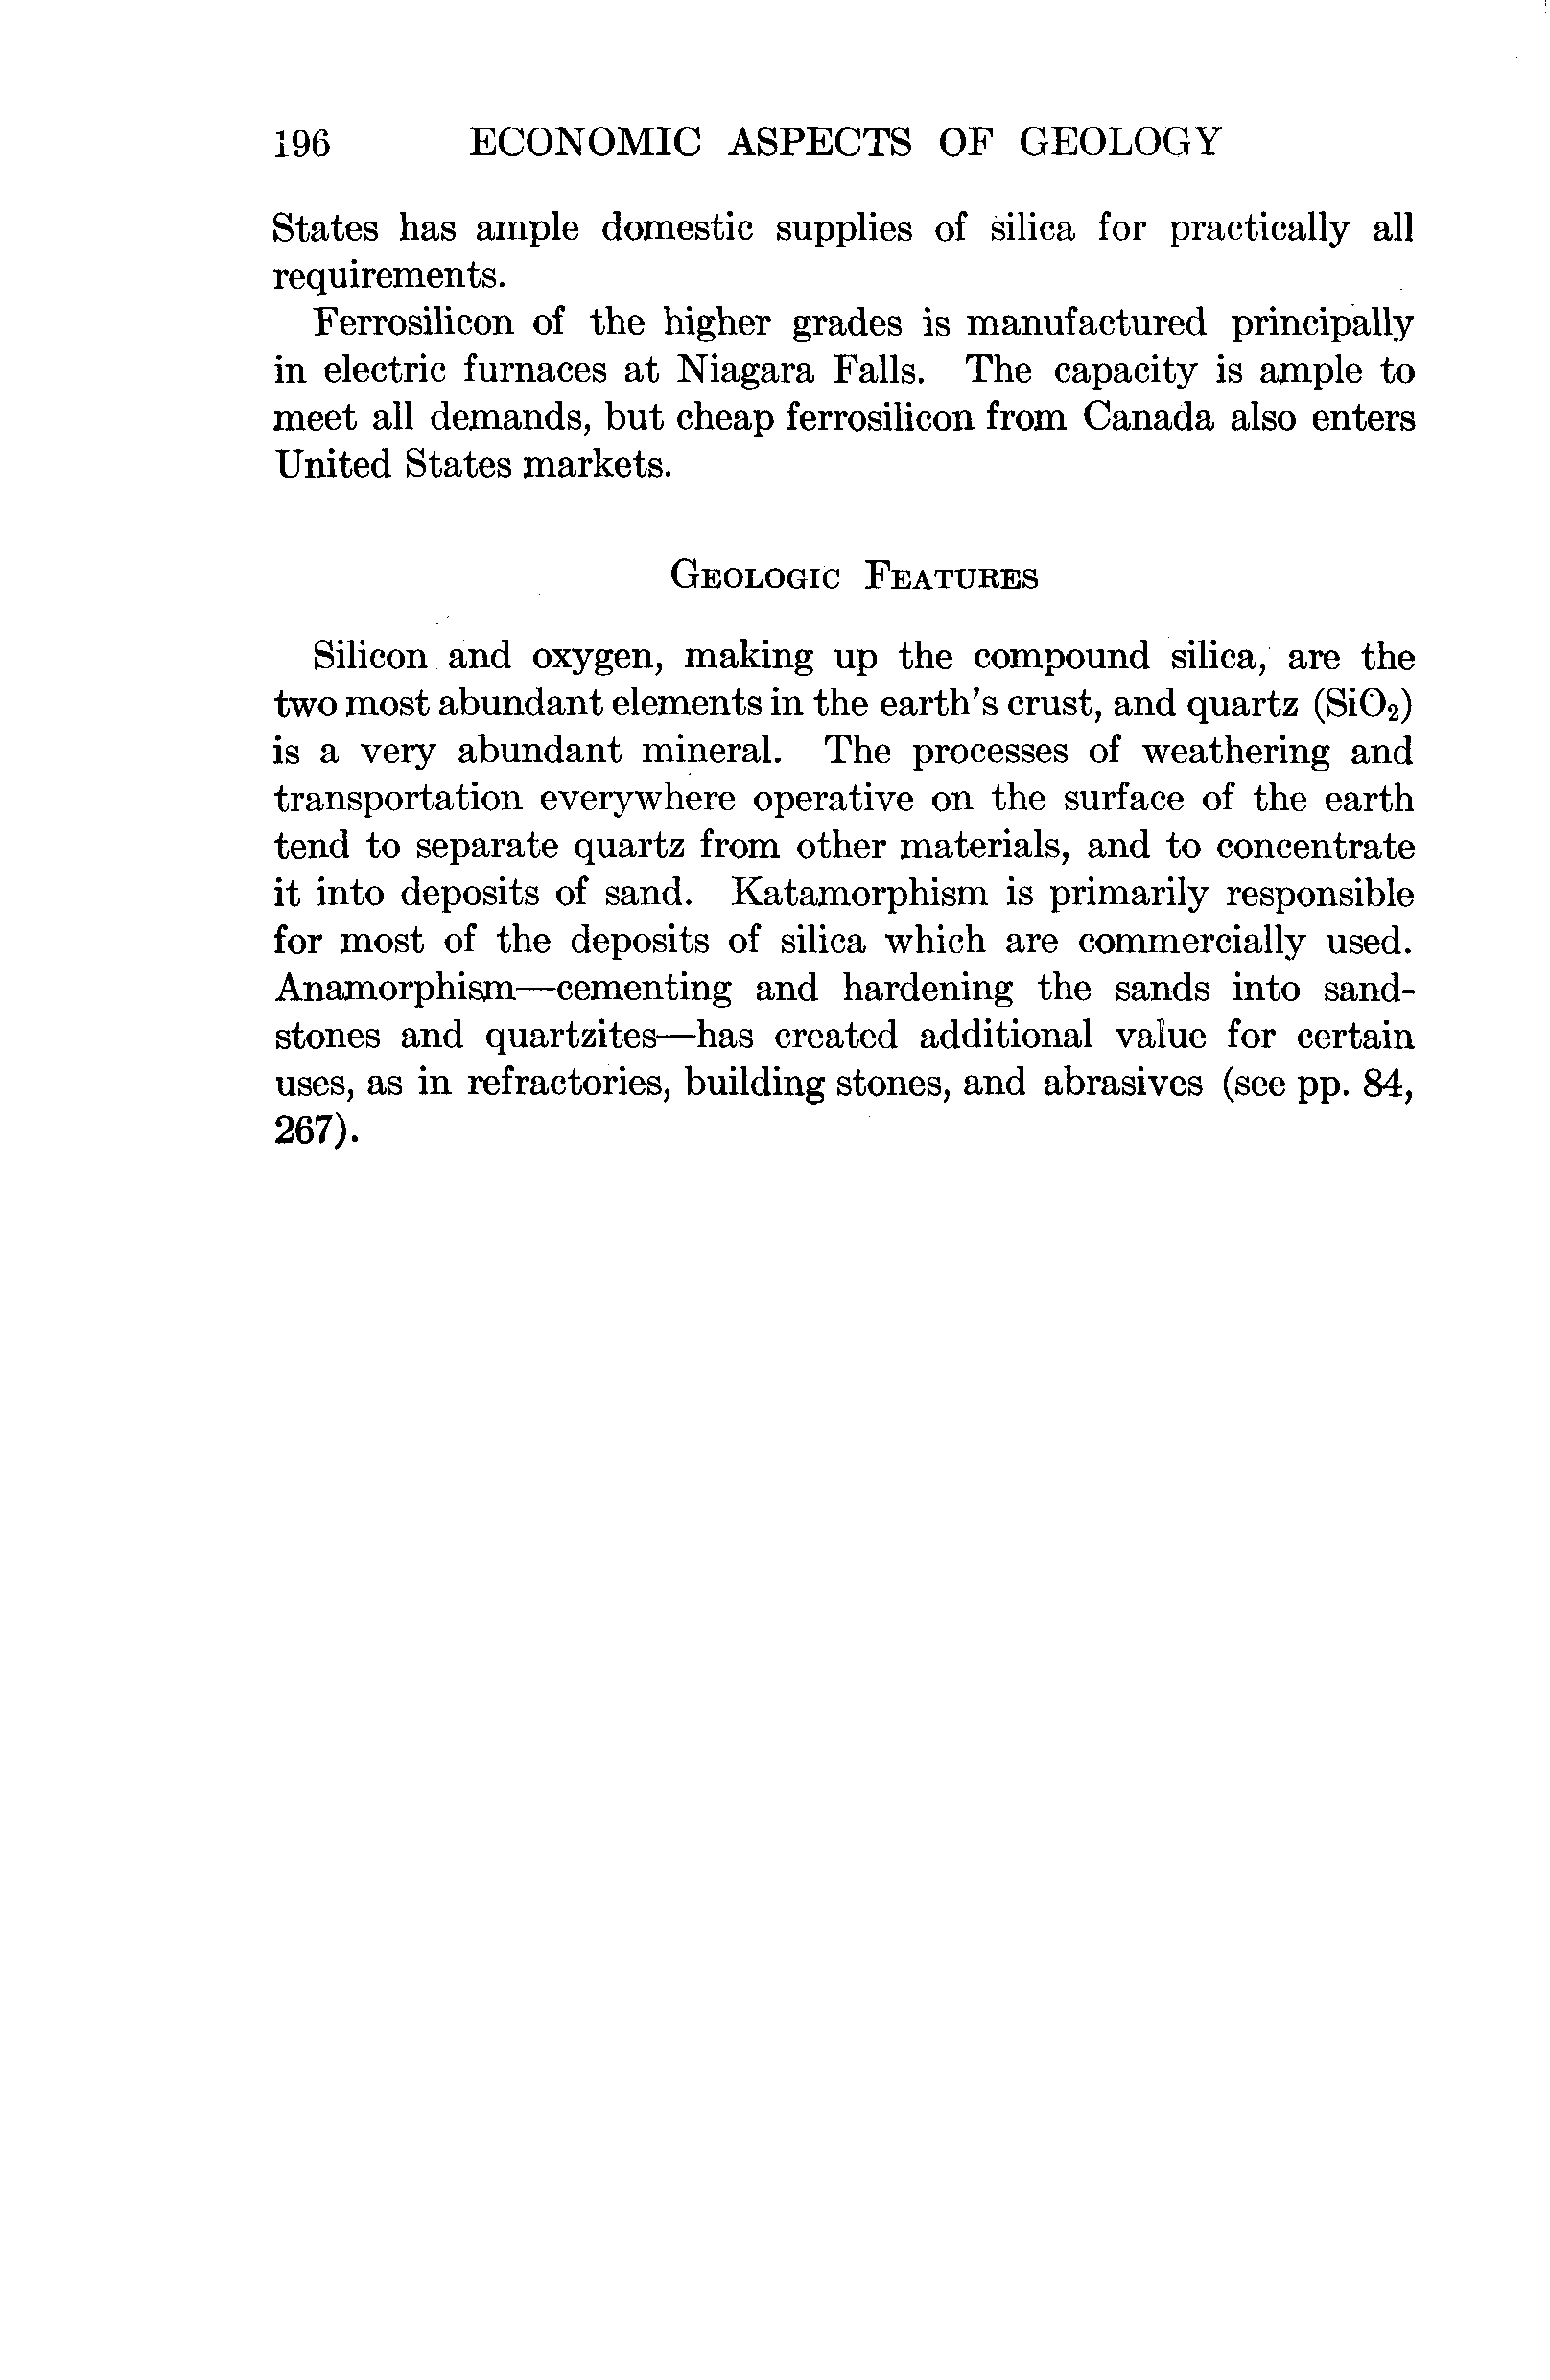 196 ECONOMIC ASPECTS OF GEOLOGY
States has ample domestic supplies of silica for practically all
requirements.
Ferrosilicon of the higher grades is manufactured principally
in electric furnaces at Niagara Falls. The capacity is ample to
meet all demands, but cheap ferrosilicon from Canada also enters
United States markets.
GEOLOGIC FEATURES
Silicon and oxygen, making up the compound silica, are the
two most abundant elements in the earth's crust, and quartz (SiO₂)
is a very abundant mineral. The processes of weathering and
transportation everywhere operative on the surface of the earth
tend to separate quartz from other materials, and to concentrate
it into deposits of sand. Katamorphism is primarily responsible
for most of the deposits of silica which are commercially used.
Anamorphism—cementing and hardening the sands into sand-
stones and quartzites—has created additional value for certain
uses, as in refractories, building stones, and abrasives (see pp. 84,
267).